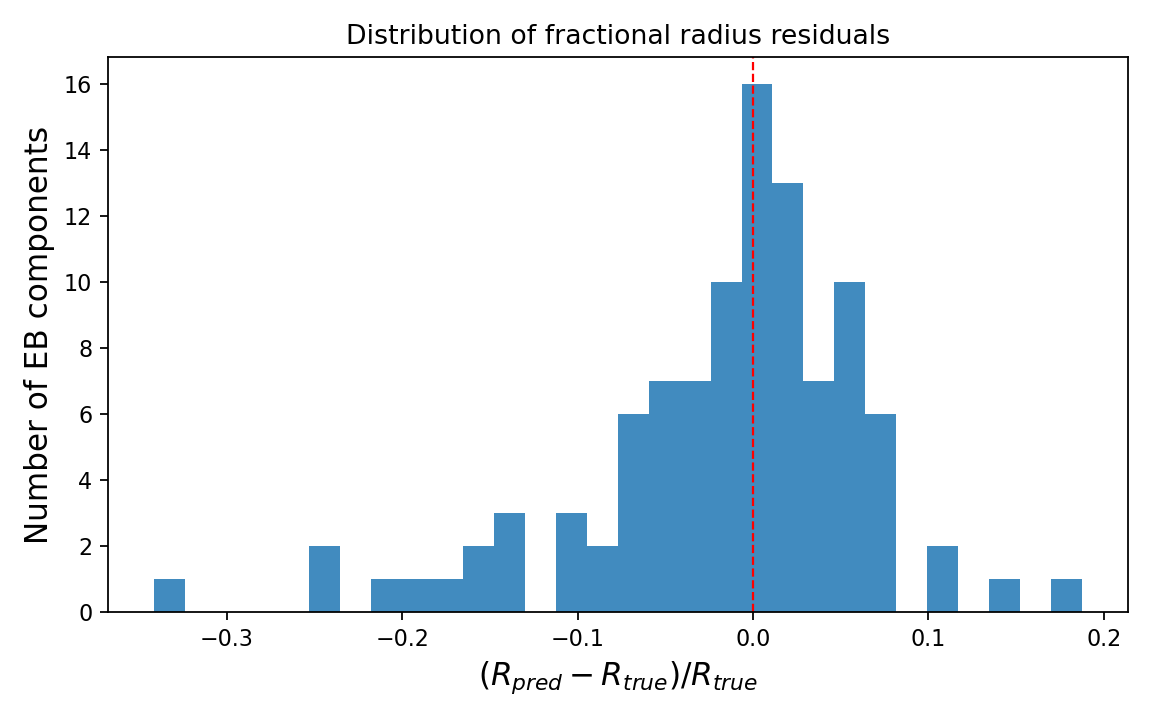 Distribution of fractional radius residuals
Number of EB components
16
14
12
10
8
6
4
2
0
−0.3 −0.2 −0.1 0.0 0.1 0.2
(R_pred − R_true)/R_true